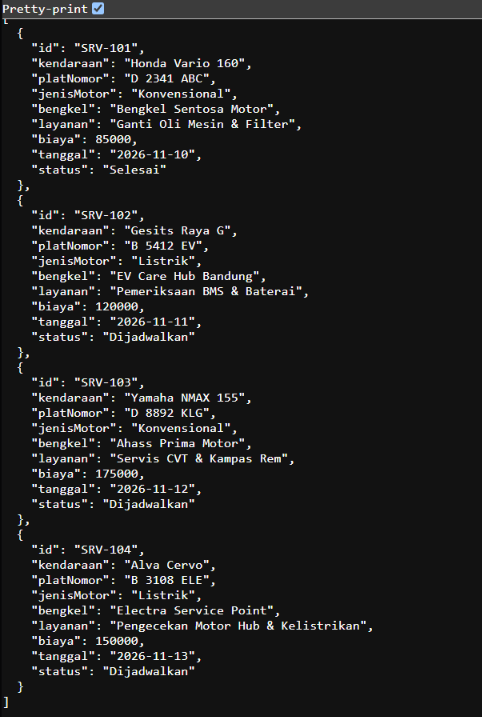 Pretty-print
[
  {
    "id": "SRV-101",
    "kendaraan": "Honda Vario 160",
    "platNomor": "D 2341 ABC",
    "jenisMotor": "Konvensional",
    "bengkel": "Bengkel Sentosa Motor",
    "layanan": "Ganti Oli Mesin & Filter",
    "biaya": 85000,
    "tanggal": "2026-11-10",
    "status": "Selesai"
  },
  {
    "id": "SRV-102",
    "kendaraan": "Gesits Raya G",
    "platNomor": "B 5412 EV",
    "jenisMotor": "Listrik",
    "bengkel": "EV Care Hub Bandung",
    "layanan": "Pemeriksaan BMS & Baterai",
    "biaya": 120000,
    "tanggal": "2026-11-11",
    "status": "Dijadwalkan"
  },
  {
    "id": "SRV-103",
    "kendaraan": "Yamaha NMAX 155",
    "platNomor": "D 8892 KLG",
    "jenisMotor": "Konvensional",
    "bengkel": "Ahass Prima Motor",
    "layanan": "Servis CVT & Kampas Rem",
    "biaya": 175000,
    "tanggal": "2026-11-12",
    "status": "Dijadwalkan"
  },
  {
    "id": "SRV-104",
    "kendaraan": "Alva Cervo",
    "platNomor": "B 3108 ELE",
    "jenisMotor": "Listrik",
    "bengkel": "Electra Service Point",
    "layanan": "Pengecekan Motor Hub & Kelistrikan",
    "biaya": 150000,
    "tanggal": "2026-11-13",
    "status": "Dijadwalkan"
  }
]